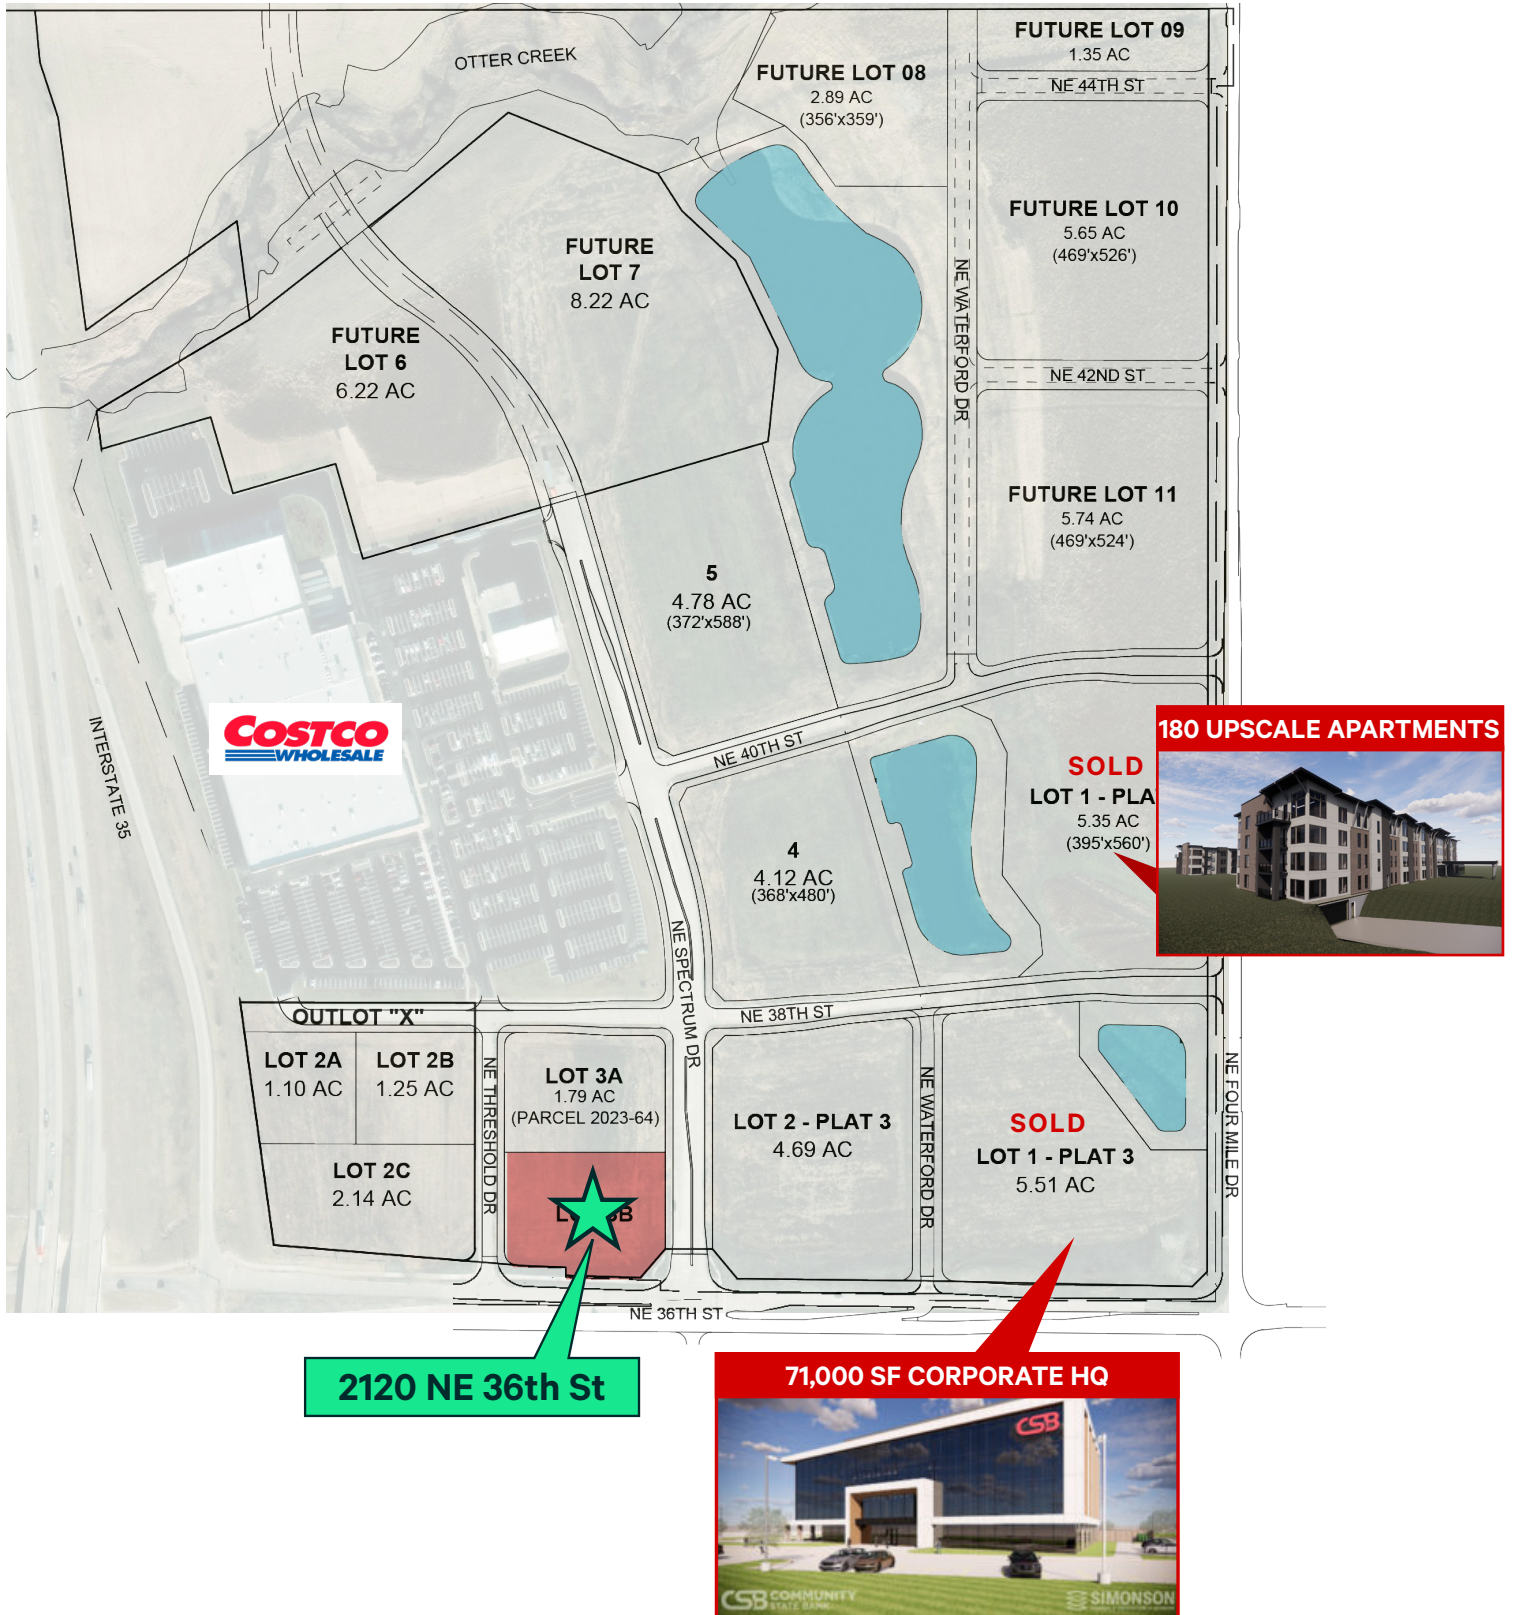 OTTER CREEK
FUTURE LOT 09
1.35 AC
NE 44TH ST
FUTURE LOT 08
2.89 AC
(356'x359')
FUTURE LOT 10
5.65 AC
(469'x526')
FUTURE
LOT 7
8.22 AC
FUTURE
LOT 6
6.22 AC
NE WATERFORD DR
NE 42ND ST
FUTURE LOT 11
5.74 AC
(469'x524')
5
4.78 AC
(372'x588')
INTERSTATE 35
COSTCO
WHOLESALE
NE 40TH ST
180 UPSCALE APARTMENTS
SOLD
LOT 1 - PLA
5.35 AC
(395'x560')
4
4.12 AC
(368'x480')
NE SPECTRUM DR
OUTLOT "X"
NE 38TH ST
LOT 2A
1.10 AC
LOT 2B
1.25 AC
NE THRESHOLD DR
LOT 3A
1.79 AC
(PARCEL 2023-64)
LOT 2 - PLAT 3
4.69 AC
NE WATERFORD DR
SOLD
LOT 1 - PLAT 3
5.51 AC
NE FOUR MILE DR
LOT 2C
2.14 AC
NE 36TH ST
2120 NE 36th St
71,000 SF CORPORATE HQ
CSB
CSB COMMUNITY
STATE BANK
SIMONSON